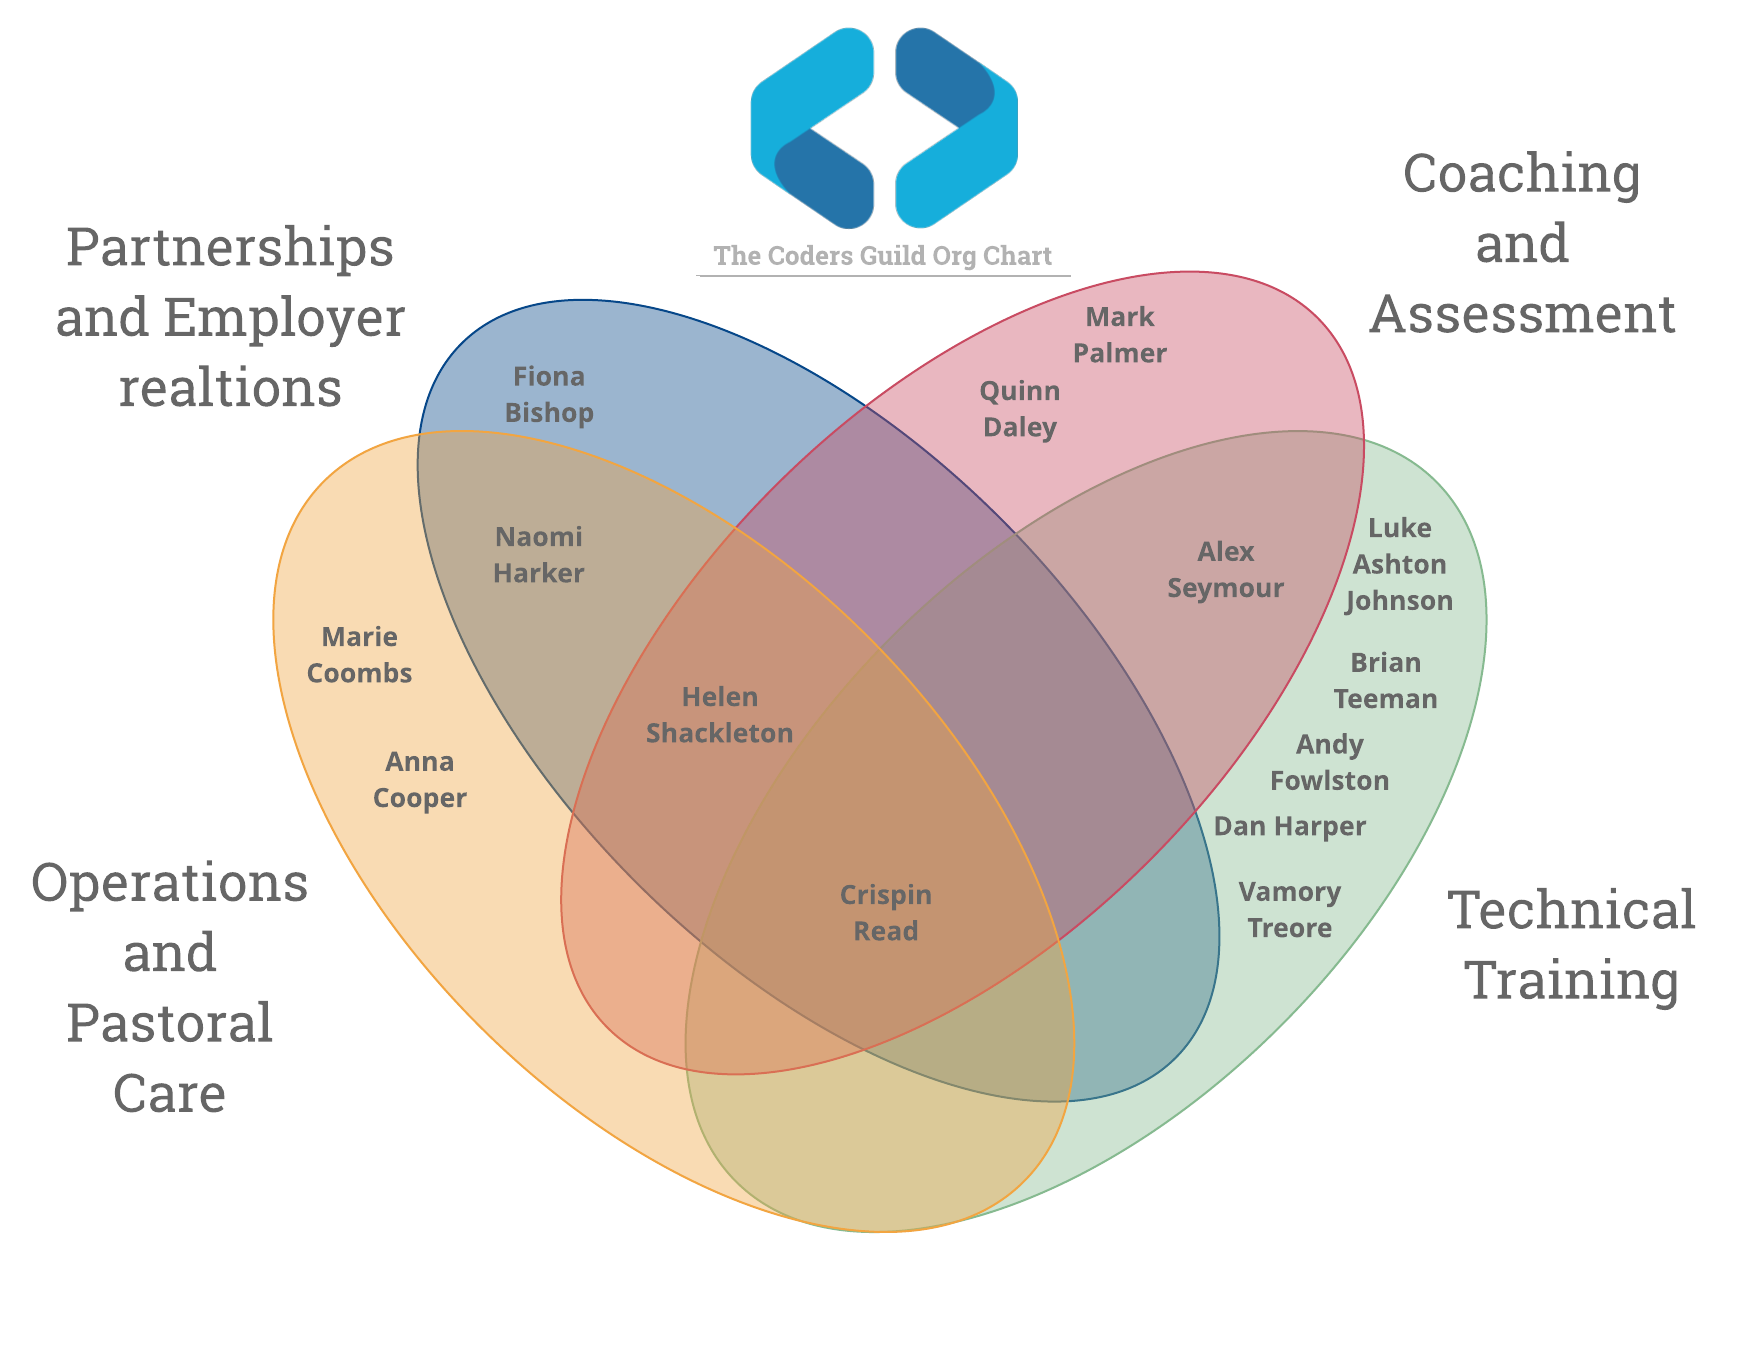 The Coders Guild Org Chart
Partnerships
and Employer
realtions
Coaching
and
Assessment
Fiona
Bishop
Mark
Palmer
Quinn
Daley
Naomi
Harker
Alex
Seymour
Luke
Ashton
Johnson
Marie
Coombs
Brian
Teeman
Helen
Shackleton
Andy
Fowlston
Anna
Cooper
Dan Harper
Crispin
Read
Vamory
Treore
Operations
and
Pastoral
Care
Technical
Training